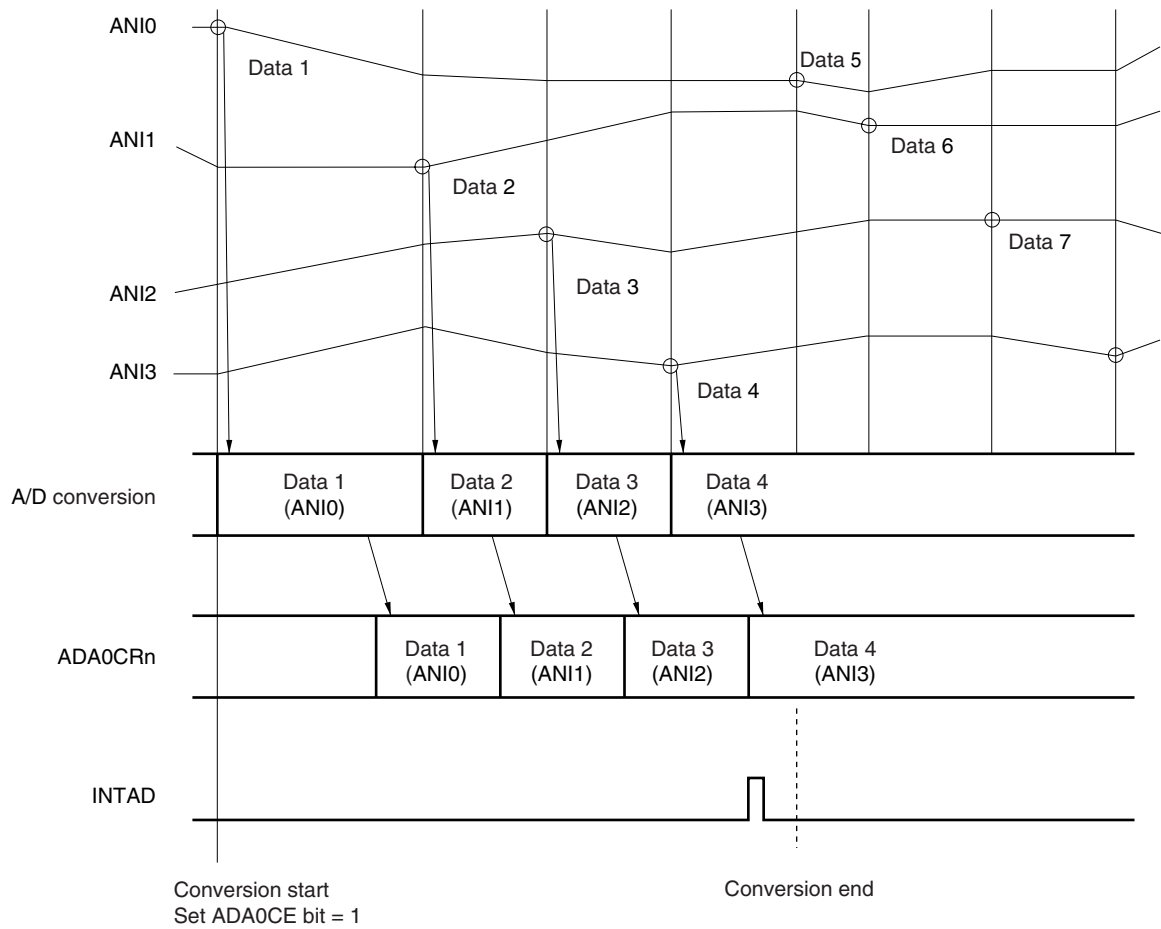 ANI0
Data 1
Data 5
ANI1
Data 6
Data 2
Data 7
Data 3
ANI2
ANI3
Data 4
A/D conversion
Data 1
(ANI0)
Data 2
(ANI1)
Data 3
(ANI2)
Data 4
(ANI3)
ADA0CRn
Data 1
(ANI0)
Data 2
(ANI1)
Data 3
(ANI2)
Data 4
(ANI3)
INTAD
Conversion start
Set ADA0CE bit = 1
Conversion end